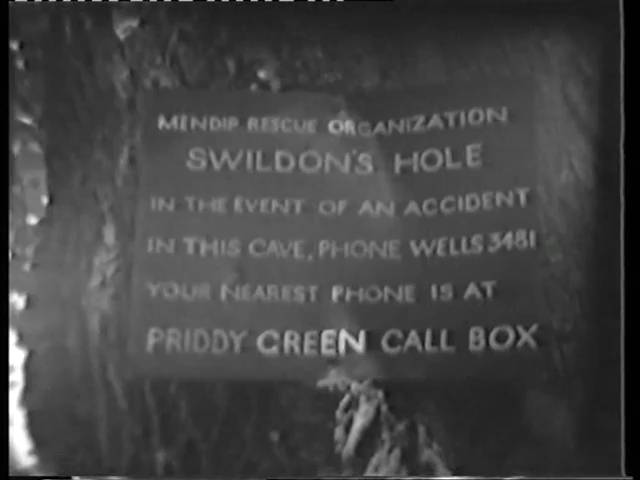 MENDIP RESCUE ORGANIZATION
SWILDON'S HOLE
IN THE EVENT OF AN ACCIDENT
IN THIS CAVE, PHONE WELLS 3481
YOUR NEAREST PHONE IS AT
PRIDDY GREEN CALL BOX